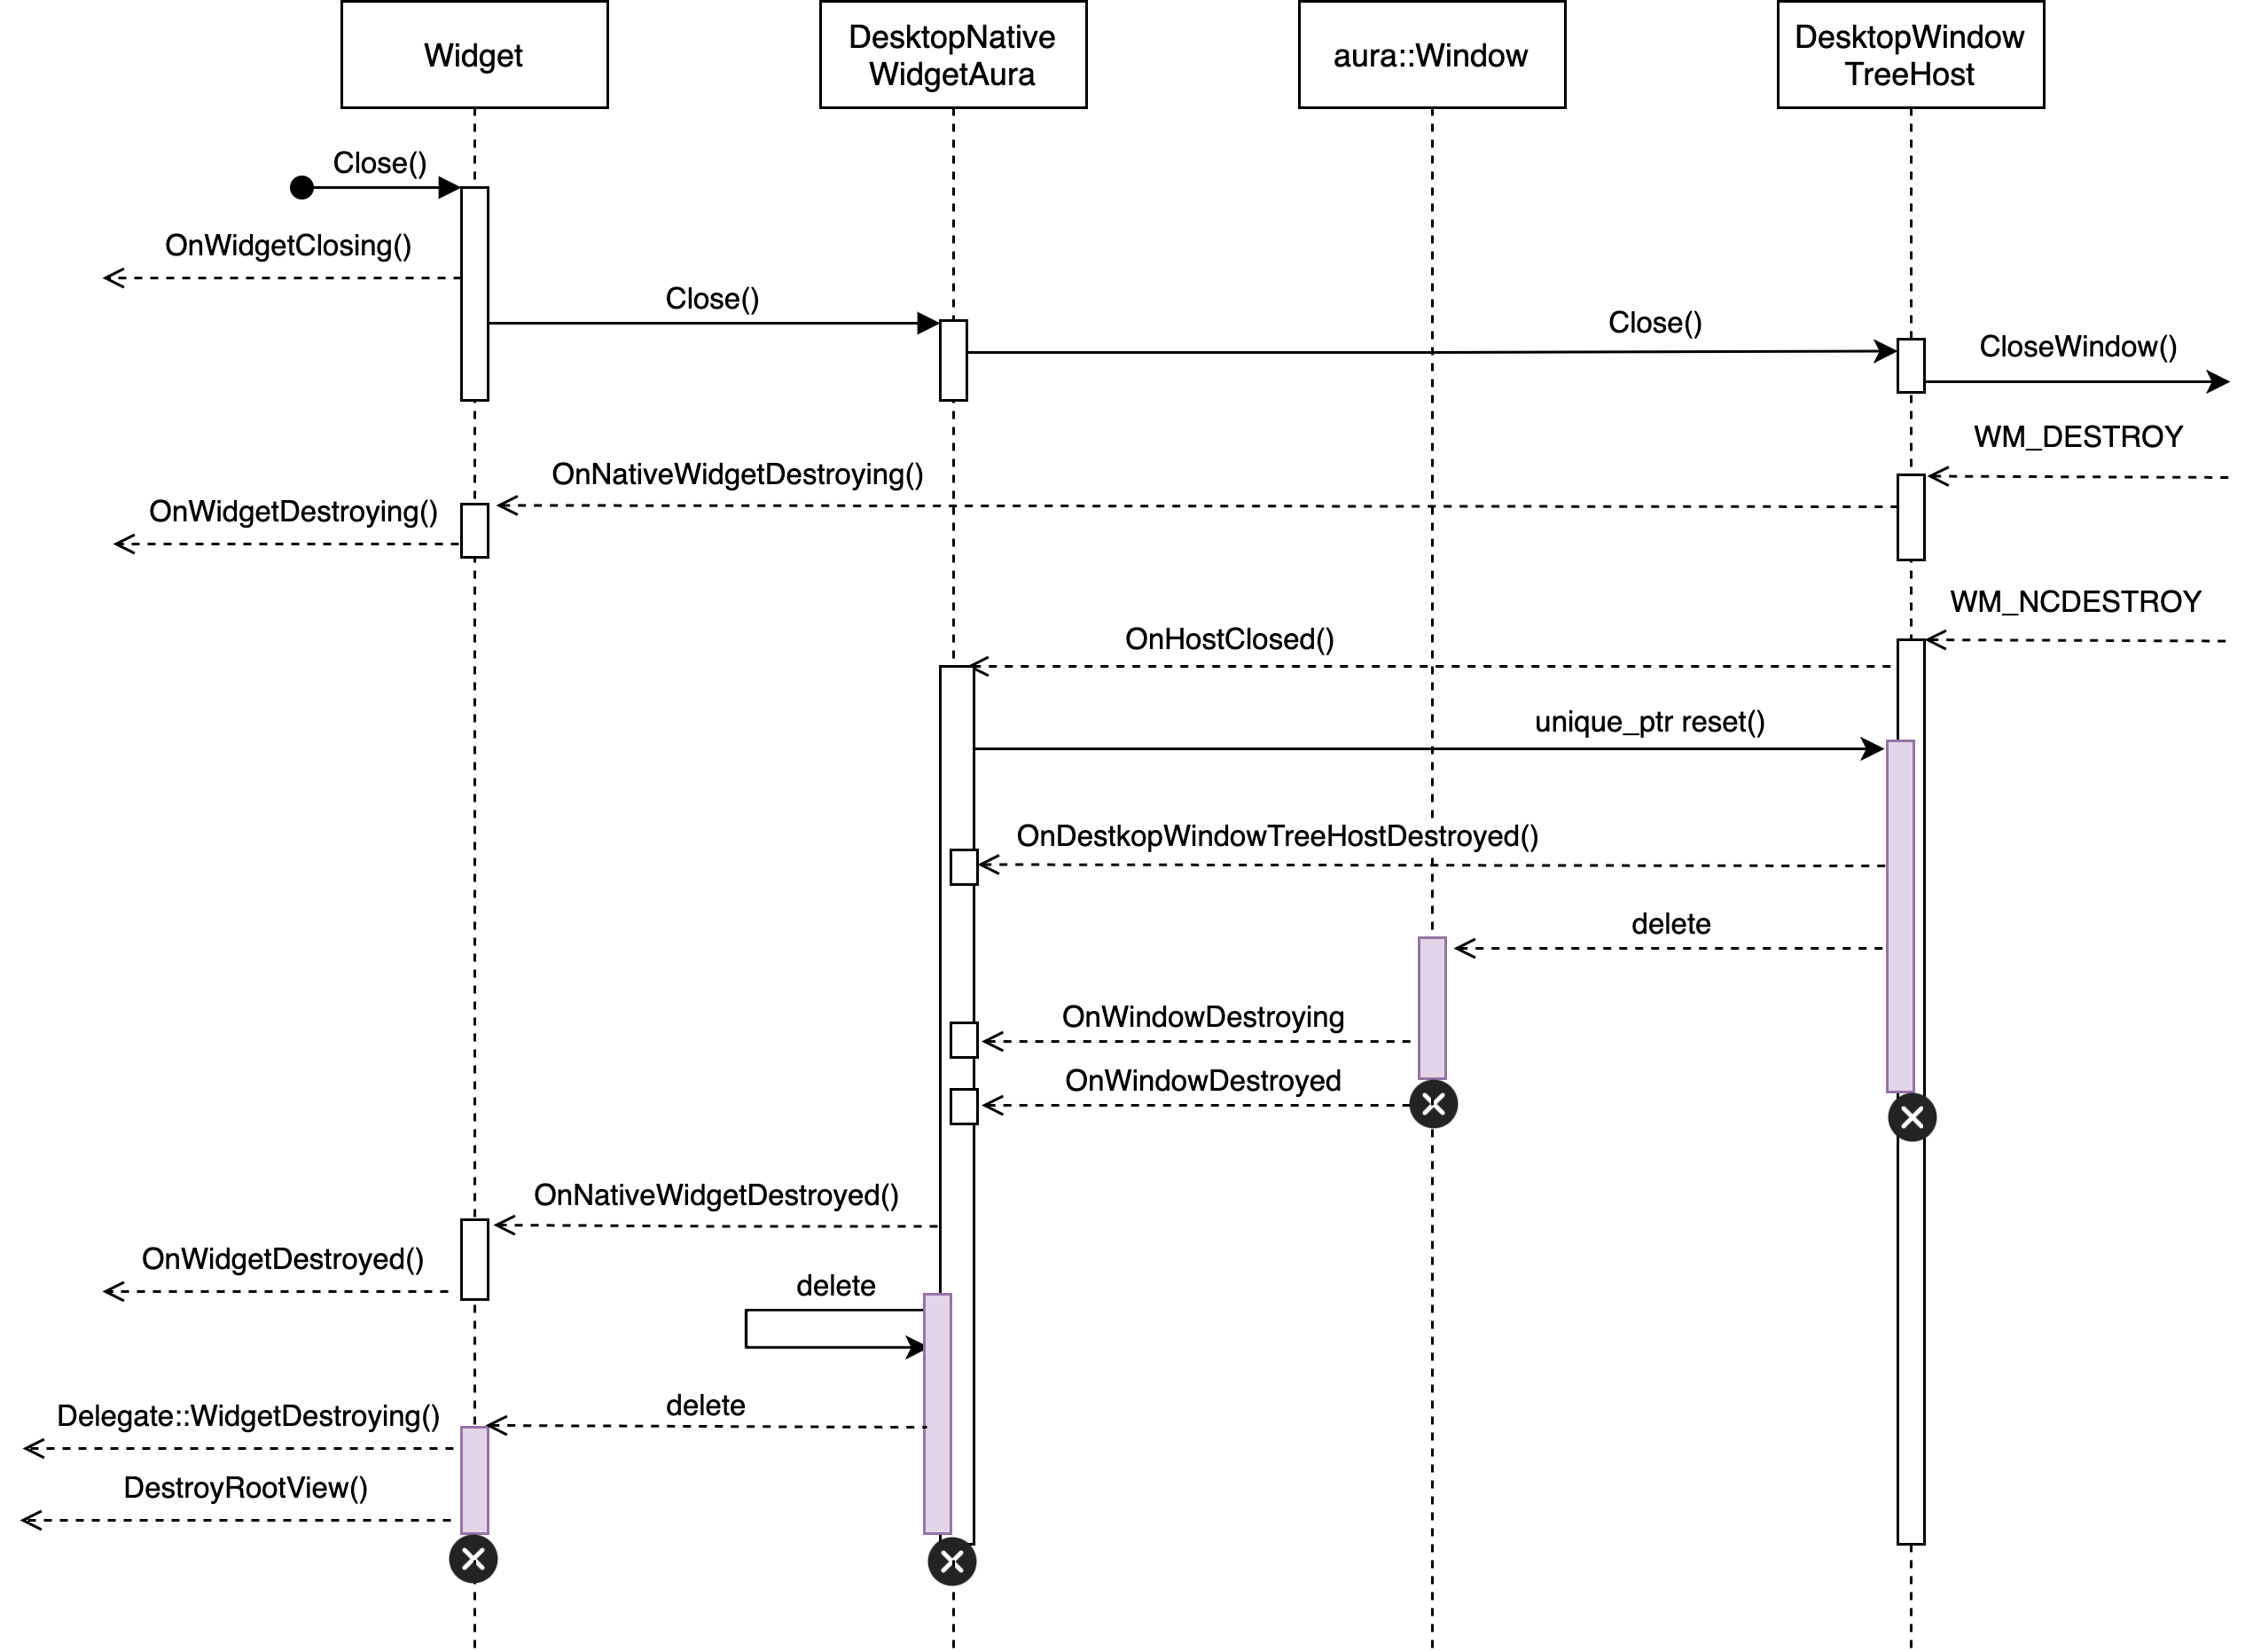 Widget
DesktopNative
WidgetAura
aura::Window
DesktopWindow
TreeHost
Close()
OnWidgetClosing()
Close()
Close()
CloseWindow()
WM_DESTROY
OnNativeWidgetDestroying()
OnWidgetDestroying()
WM_NCDESTROY
OnHostClosed()
unique_ptr reset()
OnDestkopWindowTreeHostDestroyed()
delete
OnWindowDestroying
OnWindowDestroyed
OnNativeWidgetDestroyed()
OnWidgetDestroyed()
delete
delete
Delegate::WidgetDestroying()
DestroyRootView()